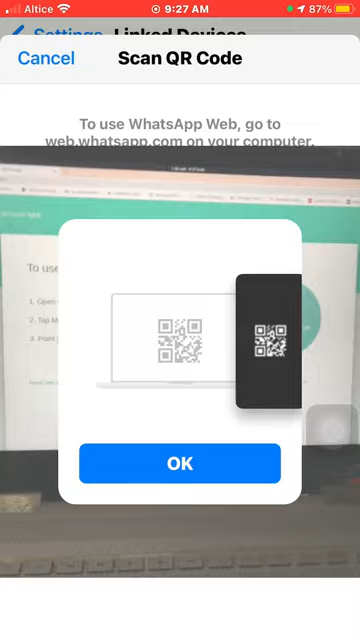 Altice 9:27 AM 87%
Settings Linked Devices
Cancel Scan QR Code
To use WhatsApp Web, go to
web.whatsapp.com on your computer.
To use
1. Open
2. Tap M
3. Point
OK